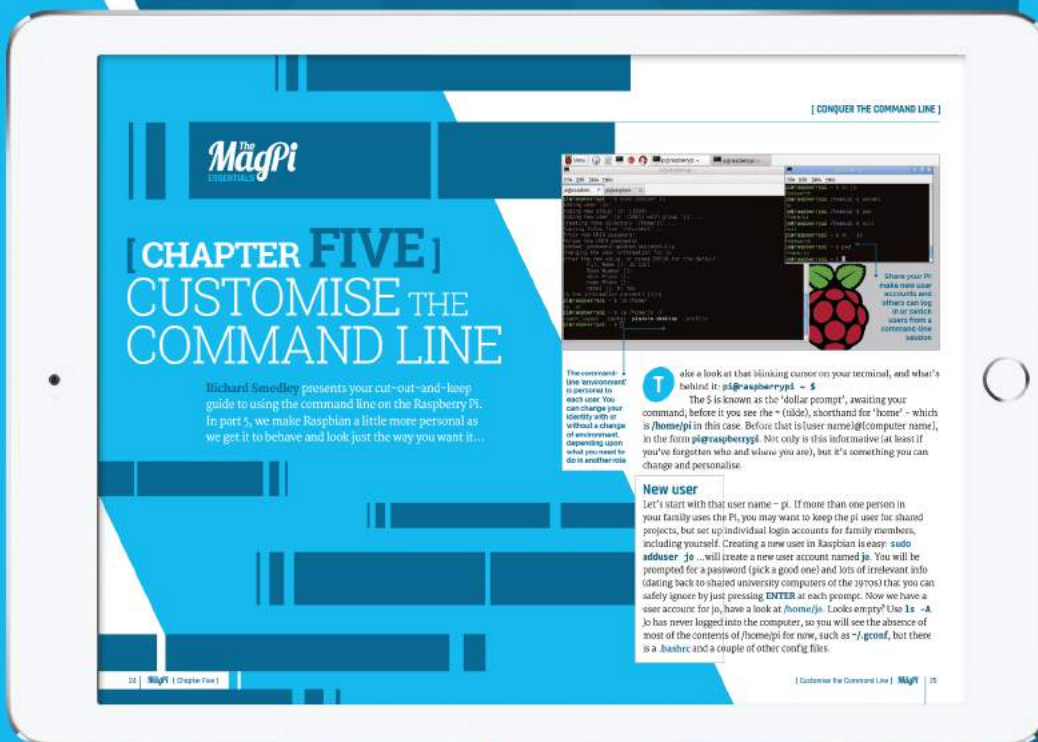 The
MagPi
ESSENTIALS
[ CHAPTER FIVE ]
CUSTOMISE THE
COMMAND LINE
Richard Smedley presents your cut-out-and-keep
guide to using the command line on the Raspberry Pi.
In part 5, we make Raspbian a little more personal as
we get it to behave and look just the way you want it...
24 | MagPi [ Chapter Five ]
[ CONQUER THE COMMAND LINE ]
Menu
Share your Pi:
make new user
accounts and
others can log
in or switch
users from a
command-line
session
The command-
line 'environment'
is personal to
each user. You
can change your
identity with or
without a change
of environment,
depending upon
what you need to
do in another role
Take a look at that blinking cursor on your terminal, and what's
behind it: pi@raspberrypi ~ $
The $ is known as the 'dollar prompt', awaiting your
command; before it you see the ~ (tilde), shorthand for 'home' - which
is /home/pi in this case. Before that is [user name]@[computer name],
in the form pi@raspberrypi. Not only is this informative (at least if
you've forgotten who and where you are), but it's something you can
change and personalise.
New user
Let's start with that user name – pi. If more than one person in
your family uses the Pi, you may want to keep the pi user for shared
projects, but set up individual login accounts for family members,
including yourself. Creating a new user in Raspbian is easy: sudo
adduser jo ...will create a new user account named jo. You will be
prompted for a password (pick a good one) and lots of irrelevant info
(dating back to shared university computers of the 1970s) that you can
safely ignore by just pressing ENTER at each prompt. Now we have a
user account for jo, have a look at /home/jo. Looks empty? Use ls -A.
Jo has never logged into the computer, so you will see the absence of
most of the contents of /home/pi for now, such as ~/.gconf, but there
is a .bashrc and a couple of other config files.
[ Customise the Command Line ] MagPi | 25